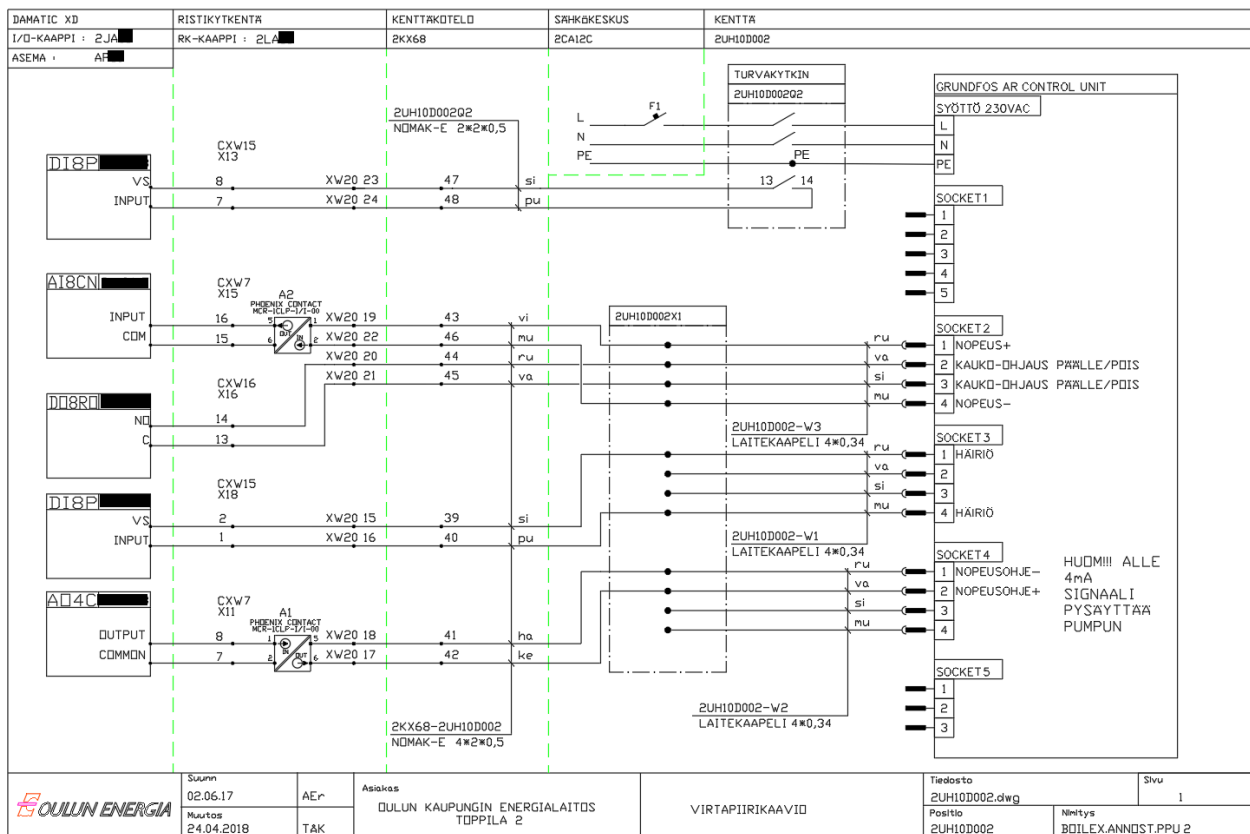 DAMATIC XD
RISTIKYTKENTÄ
KENTTÄKOTELO
SÄHKöKESKUS
KENTTÄ
I/O-KAAPPI : 2JA
RK-KAAPPI : 2LA
2KX68
2CA12C
2UH10D002
ASEMA :
TURVAKYTKIN
2UH10D002Q2
GRUNDFOS AR CONTROL UNIT
SYÖTTÖ 230VAC
2UH10D002Q2
NOMAK-E 2*2*0,5
F1
L
L
N
N
PE
PE
PE
CXW15
X13
DI8P
VS
8
XW20 23
47
si
13
14
INPUT
7
XW20 24
48
pu
SOCKET1
1
2
3
4
5
AI8CN
CXW7
X15
A2
PHOENIX CONTACT
MCR-1CLP-I/I-00
2UH10D002X1
INPUT
16
5
OUT
1
XW20 19
43
vi
COM
15
6
IN
2
XW20 22
46
mu
XW20 20
44
ru
XW20 21
45
va
SOCKET2
ru
1
NOPEUS+
va
2
KAUKO-OHJAUS PÄÄLLE/POIS
si
3
KAUKO-OHJAUS PÄÄLLE/POIS
mu
4
NOPEUS-
CXW16
X16
DO8RO
NO
14
C
13
2UH10D002-W3
LAITEKAAPELI 4*0,34
SOCKET3
ru
1
HÄIRIÖ
va
2
si
3
mu
4
HÄIRIÖ
CXW15
X18
DI8P
VS
2
XW20 15
39
si
INPUT
1
XW20 16
40
pu
2UH10D002-W1
LAITEKAAPELI 4*0,34
SOCKET4
ru
1
NOPEUSOHJE-
va
2
NOPEUSOHJE+
si
3
mu
4
HUOM!!! ALLE
4mA
SIGNAALI
PYSÄYTTÄÄ
PUMPUN
AO4C
CXW7
X11
A1
PHOENIX CONTACT
MCR-1CLP-I/I-00
OUTPUT
8
1
IN
5
XW20 18
41
ha
COMMON
7
2
OUT
6
XW20 17
42
ke
SOCKET5
1
2
3
2UH10D002-W2
LAITEKAAPELI 4*0,34
2KX68-2UH10D002
NOMAK-E 4*2*0,5
OULUN ENERGIA
Suunn
02.06.17
AEr
Muutos
24.04.2018
TAK
Asiakas
OULUN KAUPUNGIN ENERGIALAITOS
TOPPILA 2
VIRTAPIIRIKAAVIO
Tiedosto
2UH10D002.dwg
Sivu
1
Positio
2UH10D002
Nimitys
BOILEX.ANNOST.PPU 2